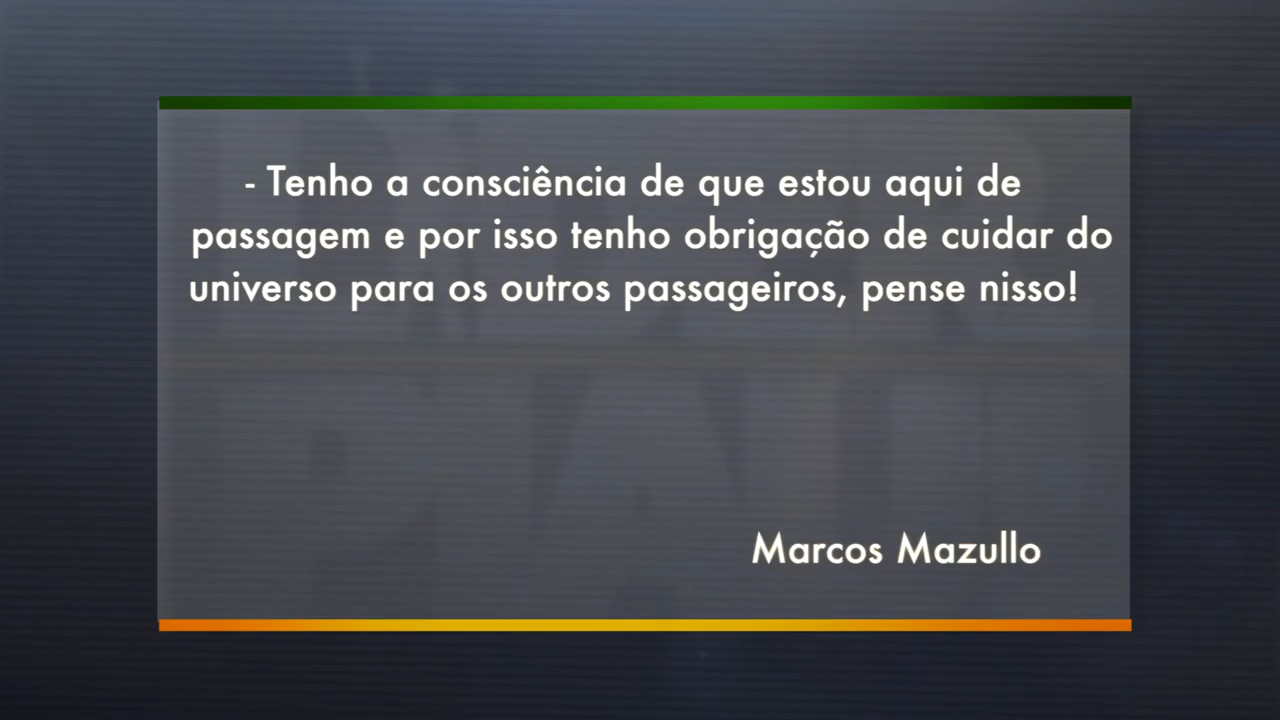 - Tenho a consciência de que estou aqui de
passagem e por isso tenho obrigação de cuidar do
universo para os outros passageiros, pense nisso!
Marcos Mazullo